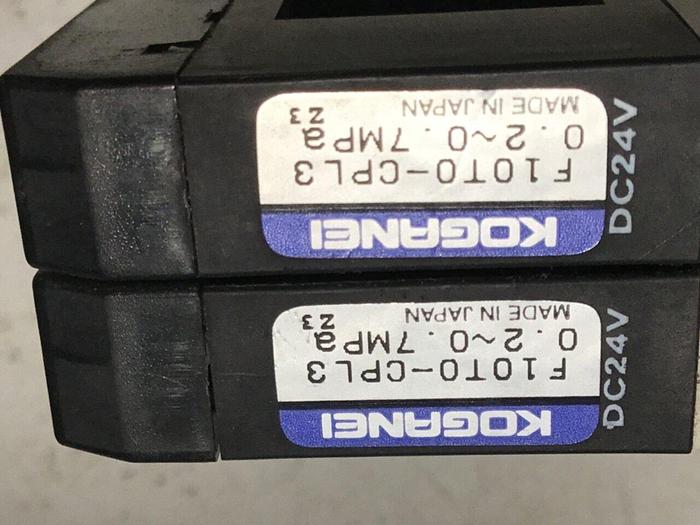 KOGANEI
F10T0-CPL3
0.2~0.7MPa
MADE IN JAPAN
Z3
DC24V
KOGANEI
F10T0-CPL3
0.2~0.7MPa
MADE IN JAPAN
Z3
DC24V